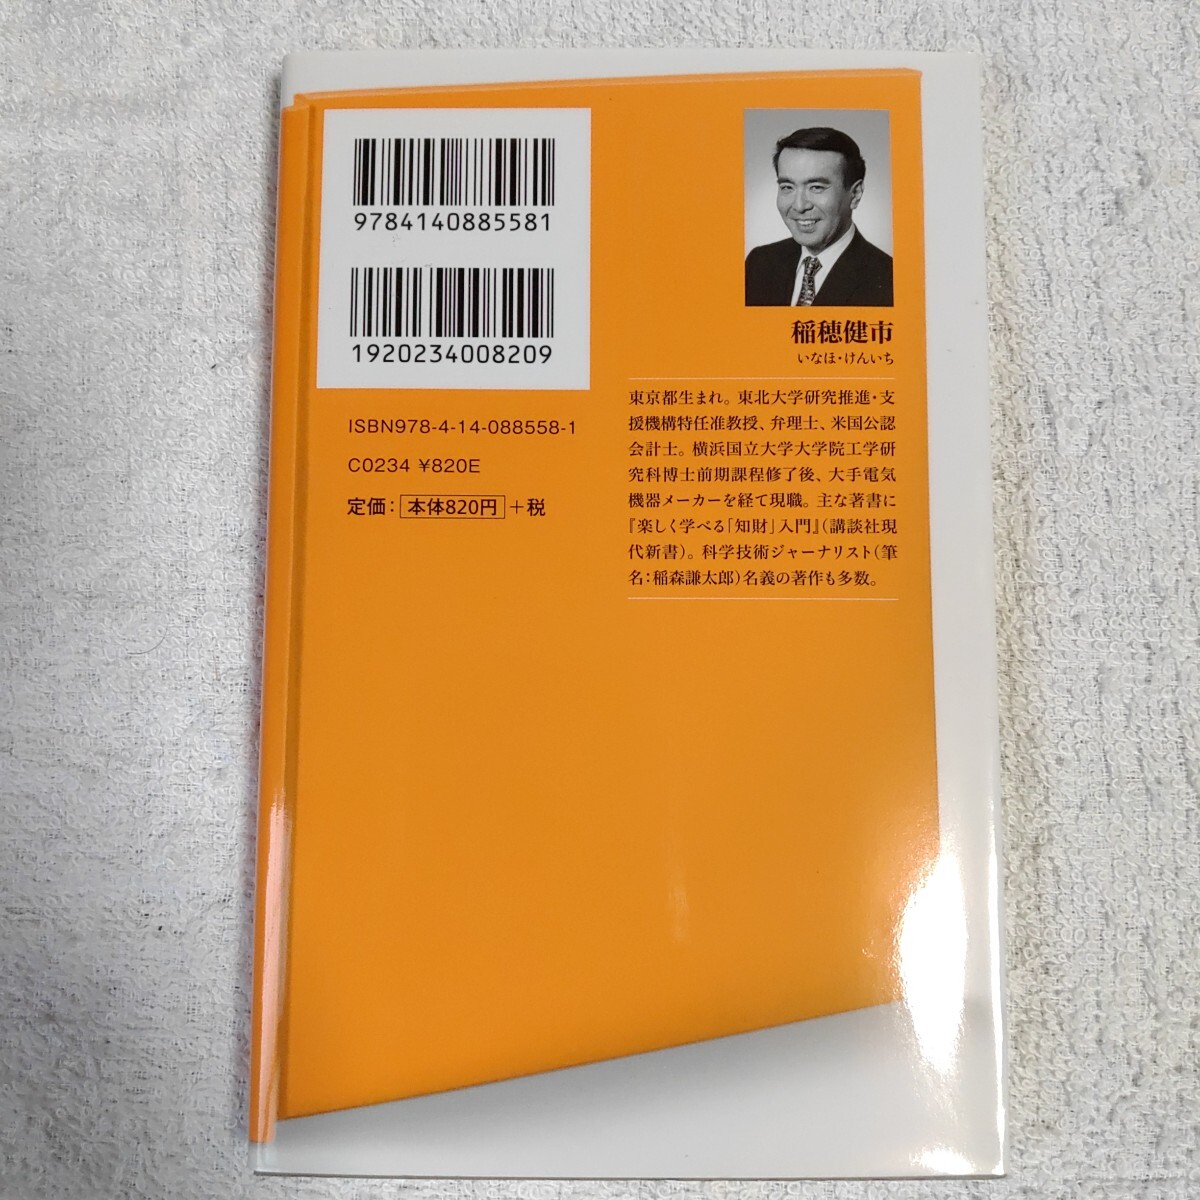 9784140885581
1920234008209
ISBN978-4-14-088558-1
C0234 ¥820E
定価：本体820円＋税
稲穂健市
いなほ・けんいち
東京都生まれ。東北大学研究推進・支
援機構特任准教授、弁理士、米国公認
会計士。横浜国立大学大学院工学研
究科博士前期課程修了後、大手電気
機器メーカーを経て現職。主な著書に
『楽しく学べる「知財」入門』（講談社現
代新書）。科学技術ジャーナリスト（筆
名：稲森謙太郎）名義の著作も多数。